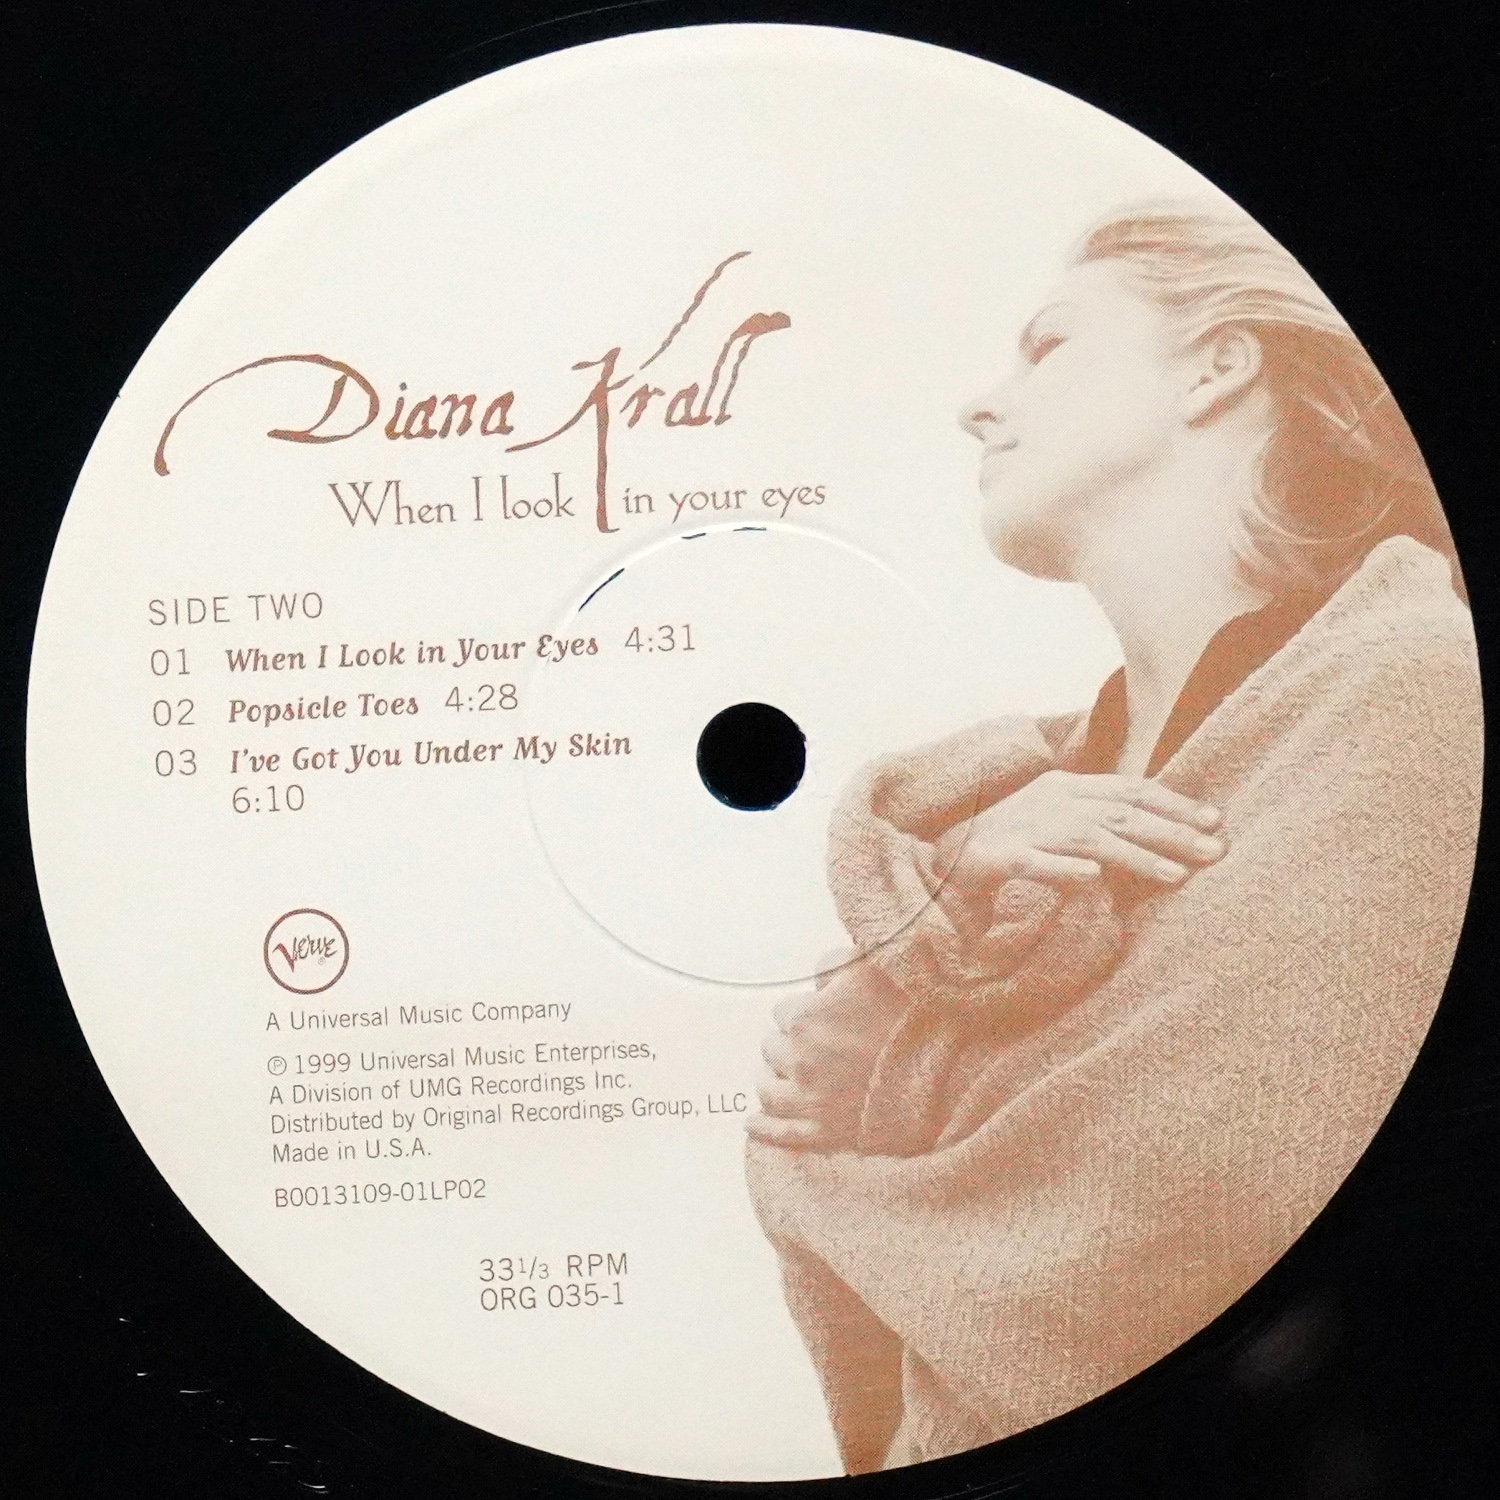 Diana Krall
When I look in your eyes
SIDE TWO
01 When I Look in Your Eyes 4:31
02 Popsicle Toes 4:28
03 I've Got You Under My Skin
6:10
Verve
A Universal Music Company
℗ 1999 Universal Music Enterprises,
A Division of UMG Recordings Inc.
Distributed by Original Recordings Group, LLC
Made in U.S.A.
B0013109-01LP02
33 1/3 RPM
ORG 035-1